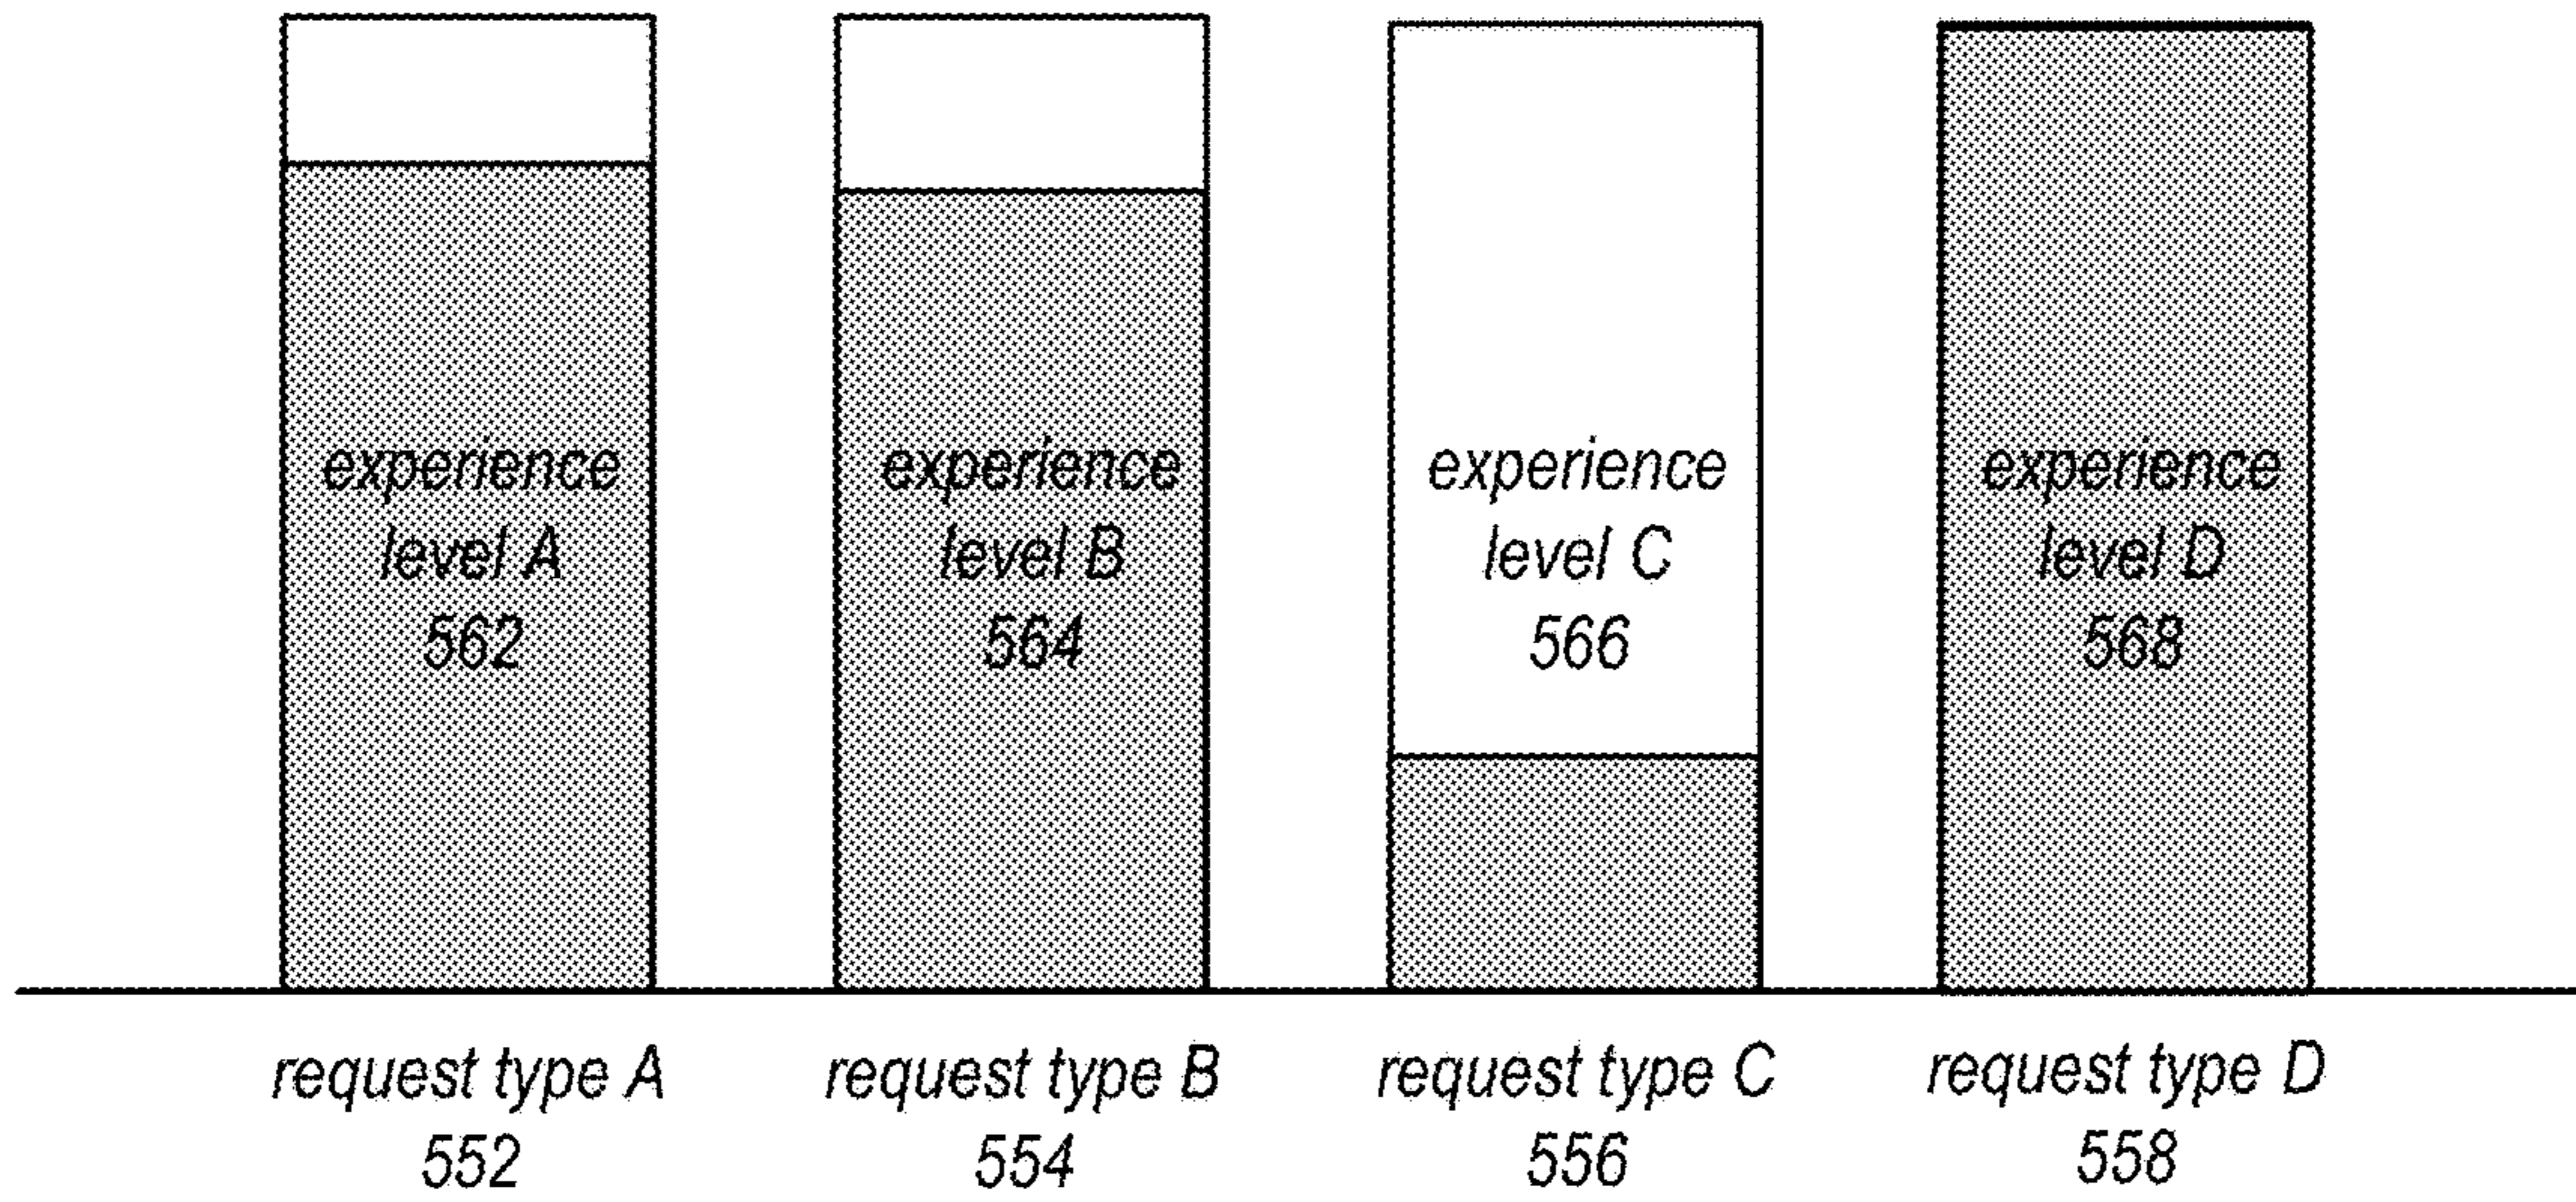 experience
level A
562
experience
level B
564
experience
level C
566
experience
level D
568
request type A
552
request type B
554
request type C
556
request type D
558